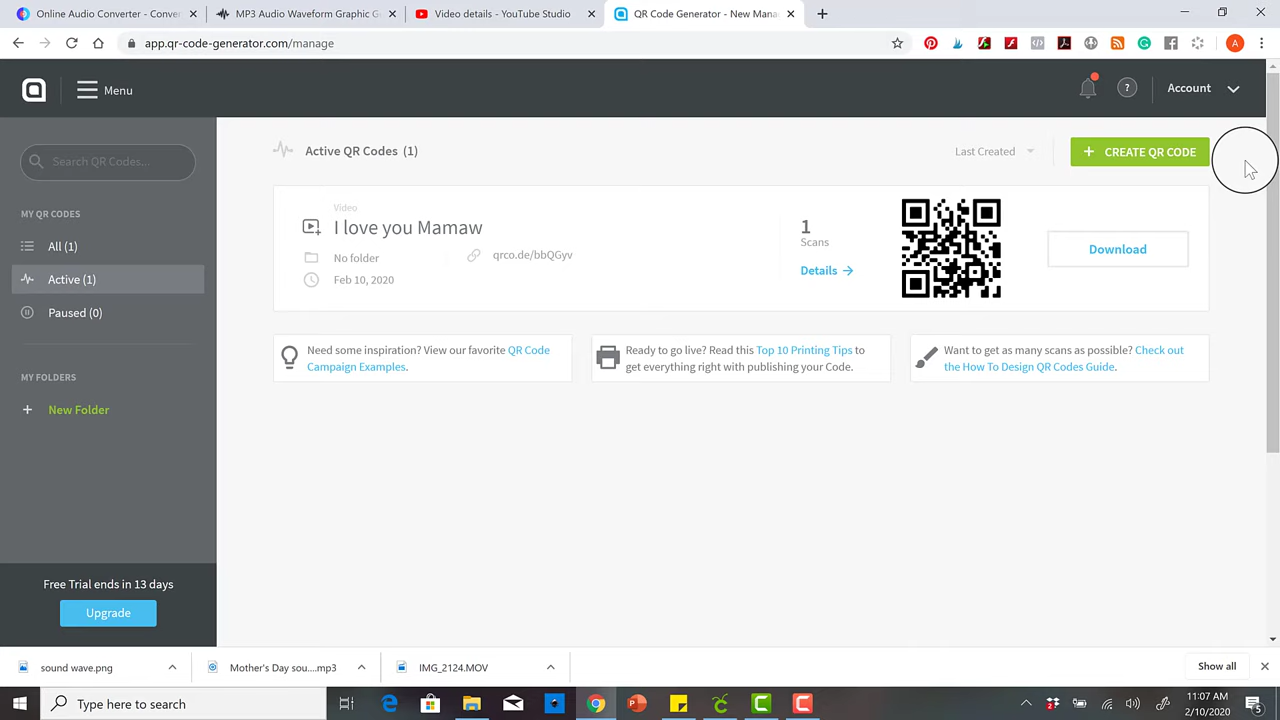 Online Audio Converter - Conver
MP3 Audio Waveform Graphic Ge
Video details - YouTube Studio
QR Code Generator - New Mana
app.qr-code-generator.com/manage
A
Menu
?
Account
Search QR Codes...
Active QR Codes (1)
Last Created
+ CREATE QR CODE
MY QR CODES
All (1)
Active (1)
Paused (0)
MY FOLDERS
+ New Folder
Video
I love you Mamaw
No folder
qrco.de/bbQGyv
Feb 10, 2020
1
Scans
Details →
Download
Need some inspiration? View our favorite QR Code
Campaign Examples.
Ready to go live? Read this Top 10 Printing Tips to
get everything right with publishing your Code.
Want to get as many scans as possible? Check out
the How To Design QR Codes Guide.
Free Trial ends in 13 days
Upgrade
sound wave.png
Mother's Day sou....mp3
IMG_2124.MOV
Show all
Type here to search
11:07 AM
2/10/2020